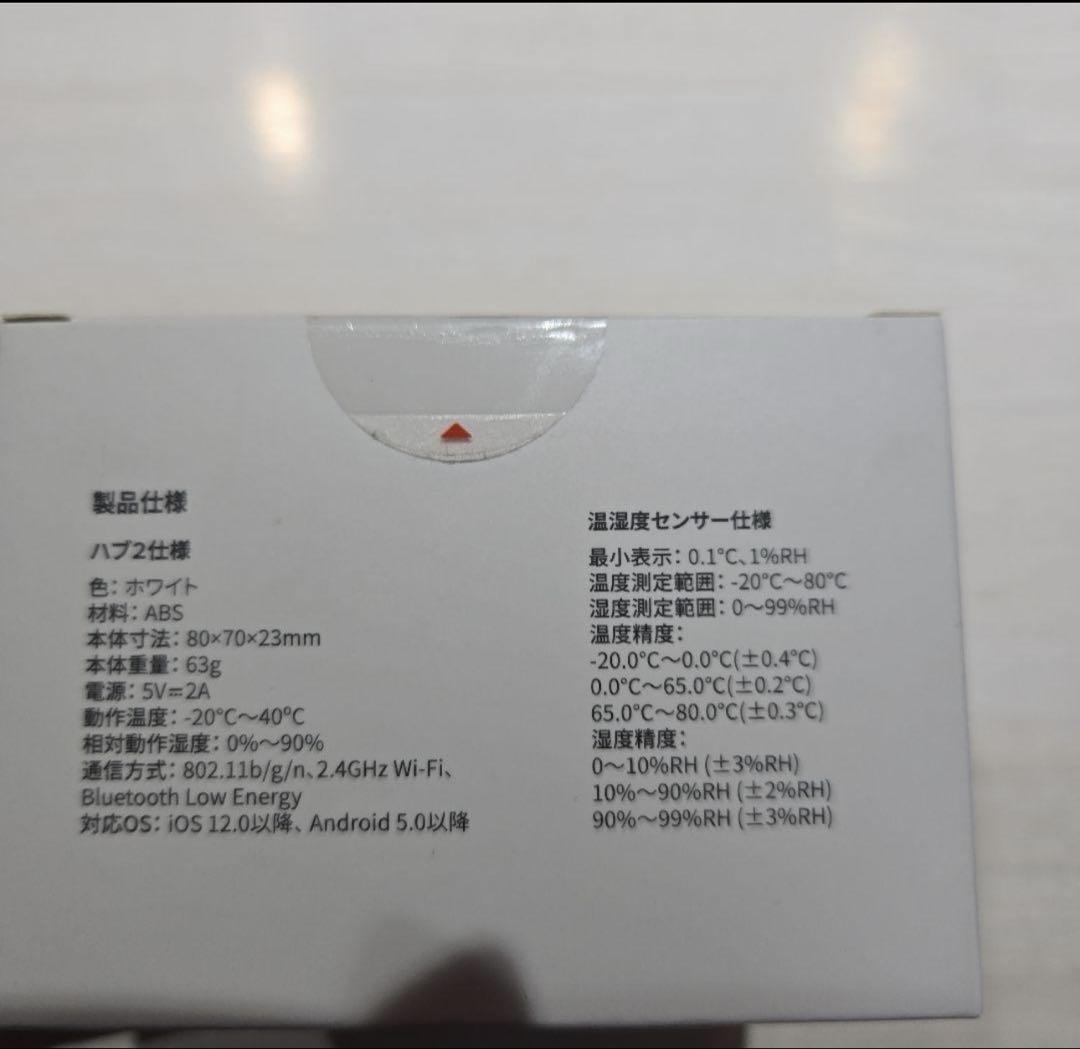 製品仕様
ハブ2仕様
色：ホワイト
材料：ABS
本体寸法：80×70×23mm
本体重量：63g
電源：5V⎓2A
動作温度：-20℃～40ºC
相対動作湿度：0%～90%
通信方式：802.11b/g/n、2.4GHz Wi-Fi、
Bluetooth Low Energy
対応OS：iOS 12.0以降、Android 5.0以降
温湿度センサー仕様
最小表示：0.1℃、1%RH
温度測定範囲：-20℃～80℃
湿度測定範囲：0～99%RH
温度精度：
-20.0℃～0.0℃(±0.4℃)
0.0℃～65.0℃(±0.2℃)
65.0℃～80.0℃(±0.3℃)
湿度精度：
0～10%RH (±3%RH)
10%～90%RH (±2%RH)
90%～99%RH (±3%RH)